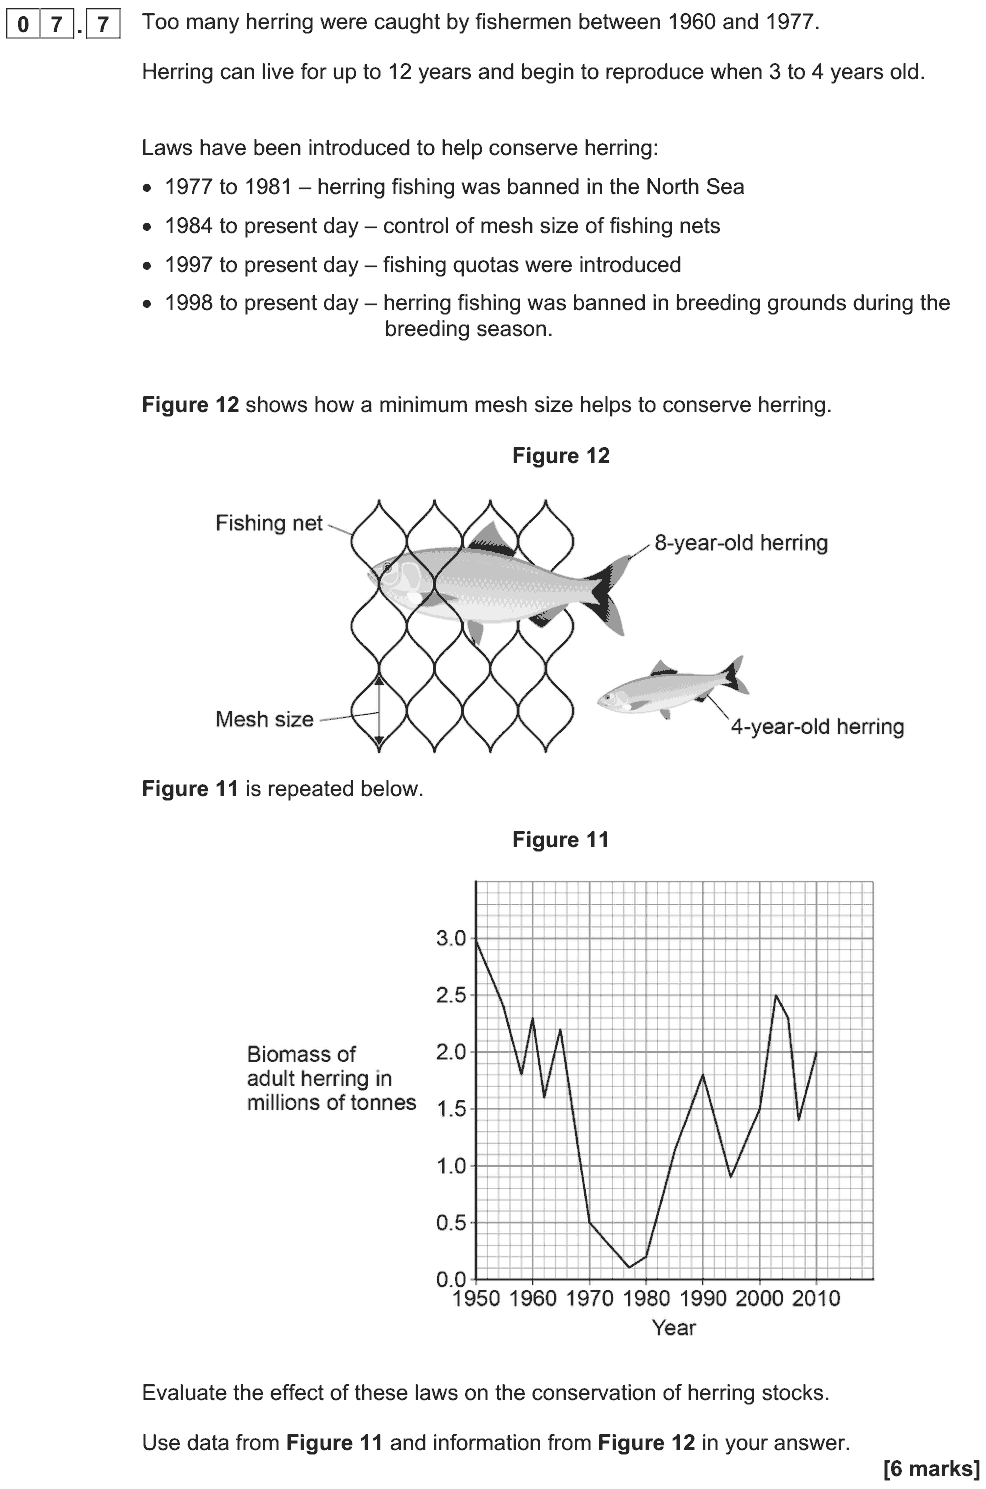 0 7 . 7 Too many herring were caught by fishermen between 1960 and 1977.
Herring can live for up to 12 years and begin to reproduce when 3 to 4 years old.
Laws have been introduced to help conserve herring:
• 1977 to 1981 – herring fishing was banned in the North Sea
• 1984 to present day – control of mesh size of fishing nets
• 1997 to present day – fishing quotas were introduced
• 1998 to present day – herring fishing was banned in breeding grounds during the
breeding season.
Figure 12 shows how a minimum mesh size helps to conserve herring.
Figure 12
Fishing net
8-year-old herring
Mesh size
4-year-old herring
Figure 11 is repeated below.
Figure 11
3.0
2.5
2.0
1.5
1.0
0.5
0.0
Biomass of
adult herring in
millions of tonnes
1950 1960 1970 1980 1990 2000 2010
Year
Evaluate the effect of these laws on the conservation of herring stocks.
Use data from Figure 11 and information from Figure 12 in your answer.
[6 marks]